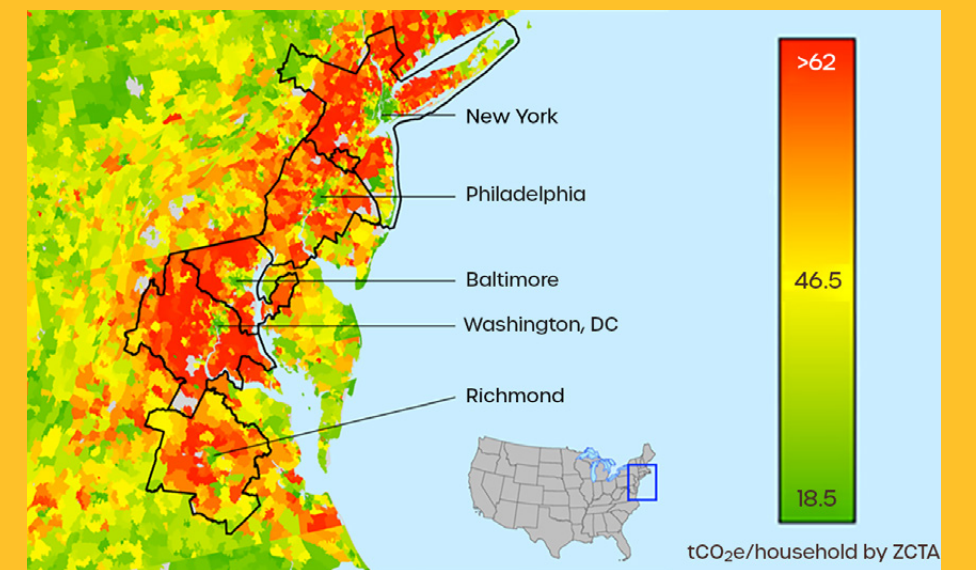 New York
Philadelphia
Baltimore
Washington, DC
Richmond
>62
46.5
18.5
tCO₂e/household by ZCTA